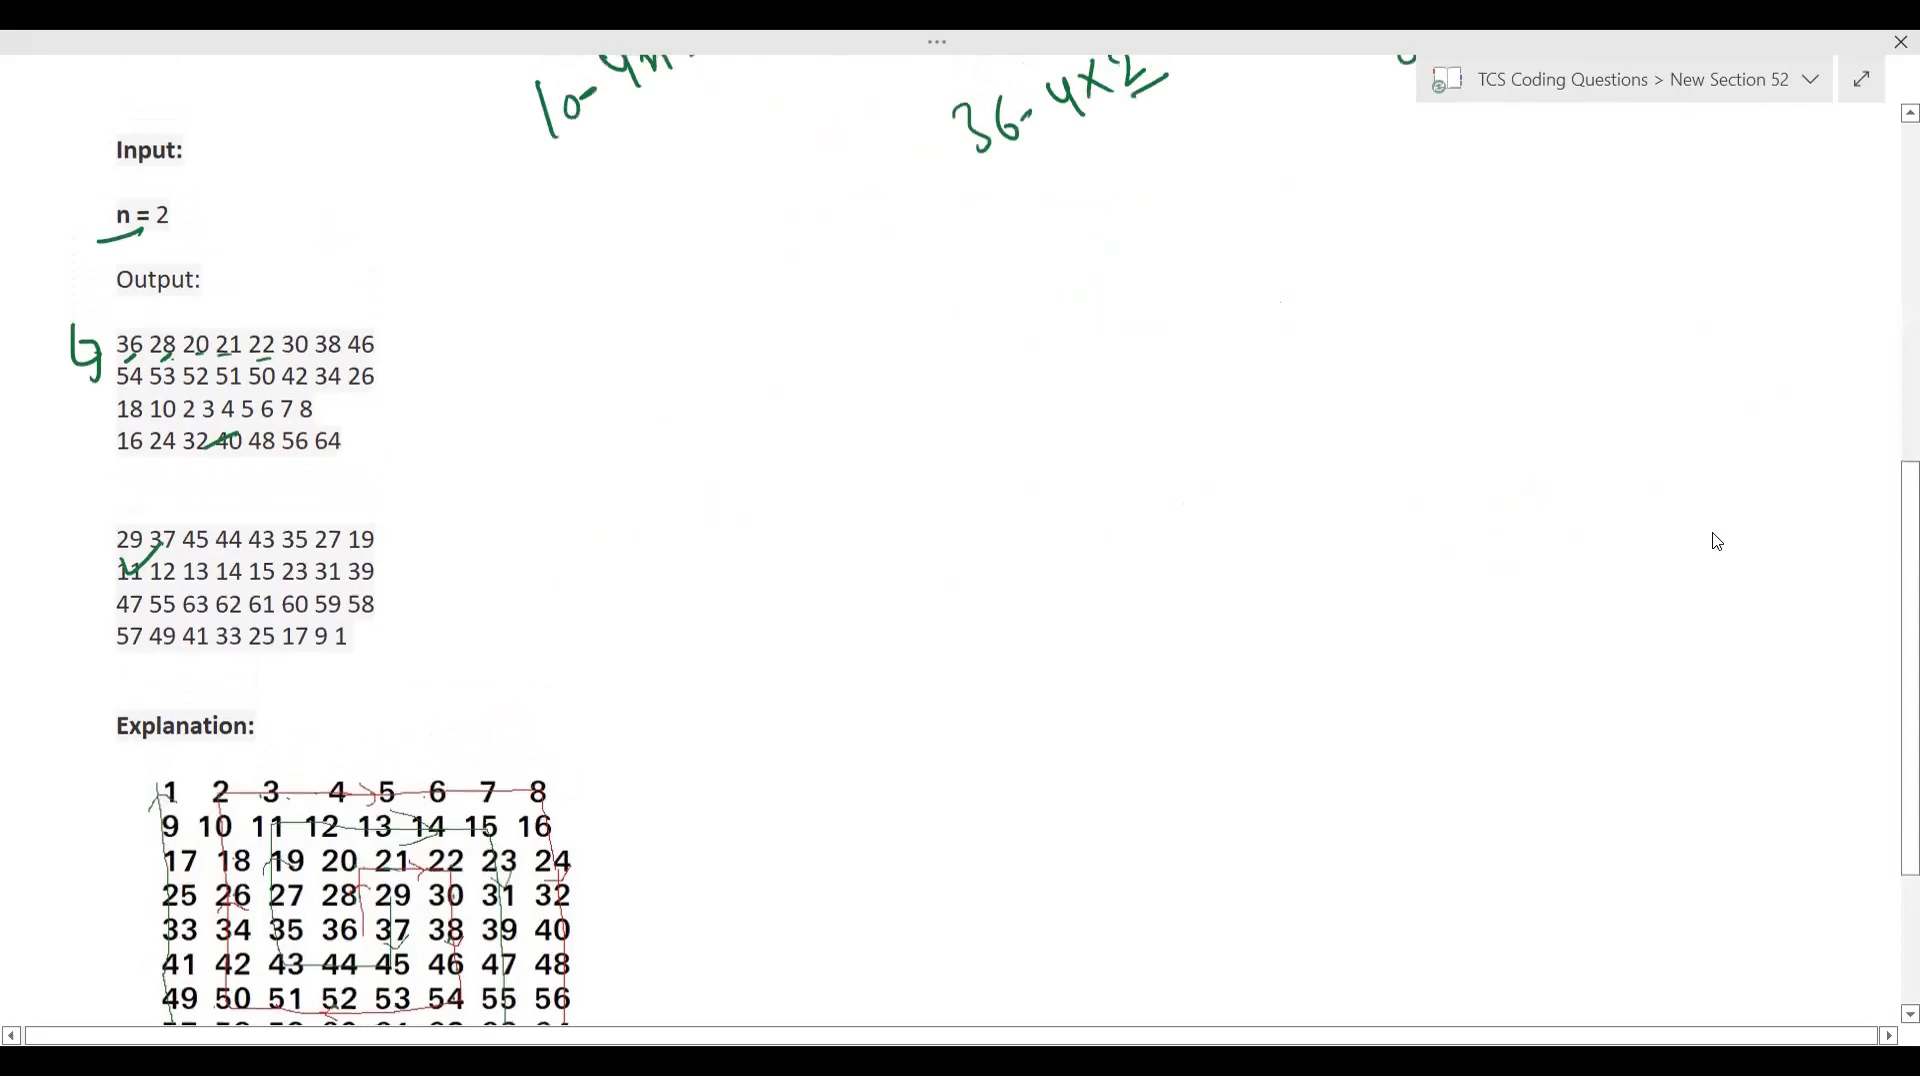 10-4n
36-4x2
TCS Coding Questions > New Section 52
Input:
n = 2
Output:
36 28 20 21 22 30 38 46
54 53 52 51 50 42 34 26
18 10 2 3 4 5 6 7 8
16 24 32 40 48 56 64
29 37 45 44 43 35 27 19
11 12 13 14 15 23 31 39
47 55 63 62 61 60 59 58
57 49 41 33 25 17 9 1
Explanation:
1 2 3 4 5 6 7 8
9 10 11 12 13 14 15 16
17 18 19 20 21 22 23 24
25 26 27 28 29 30 31 32
33 34 35 36 37 38 39 40
41 42 43 44 45 46 47 48
49 50 51 52 53 54 55 56